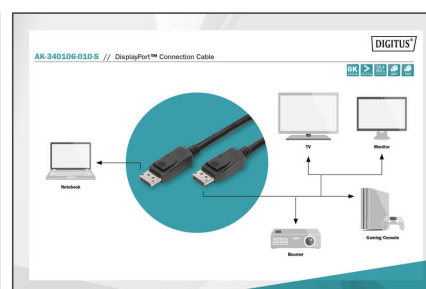 DIGITUS®
AK-340106-010-S // DisplayPort™ Connection Cable
8K
TV
Monitor
Notebook
Gaming Console
Beamer